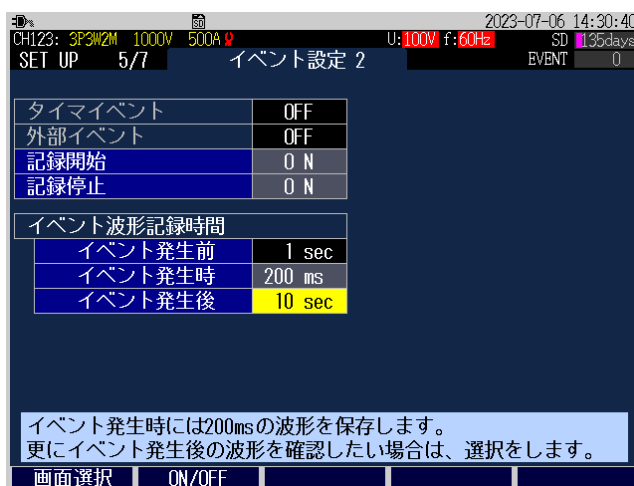 SD 2023-07-06 14:30:40
CH123: 3P3W2M 1000V 500A U:100V f:60Hz SD 135days
SET UP 5/7 イベント設定 2 EVENT 0
タイマイベント OFF
外部イベント OFF
記録開始 ON
記録停止 ON
イベント波形記録時間
イベント発生前 1 sec
イベント発生時 200 ms
イベント発生後 10 sec
イベント発生時には200msの波形を保存します。
更にイベント発生後の波形を確認したい場合は、選択をします。
画面選択 ON/OFF